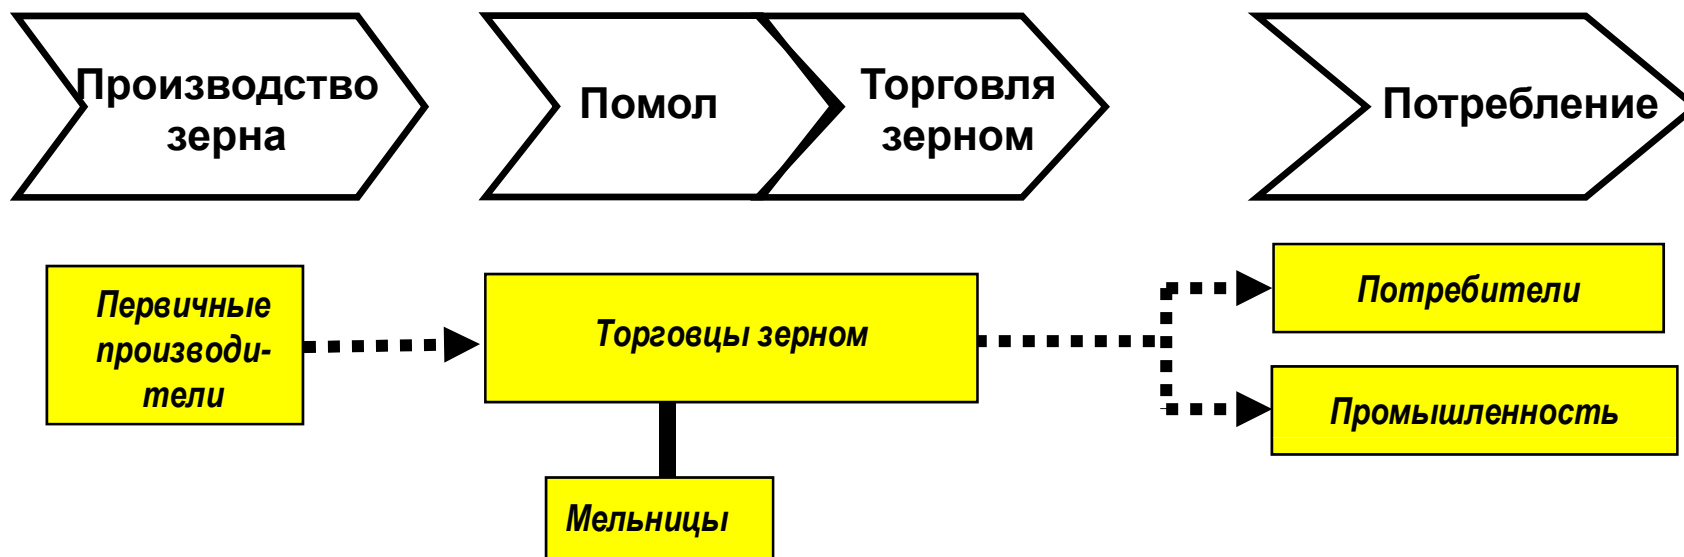 Производство
зерна
Помол
Торговля
зерном
Потребление
Первичные
производи-
тели
Торговцы зерном
Потребители
Промышленность
Мельницы